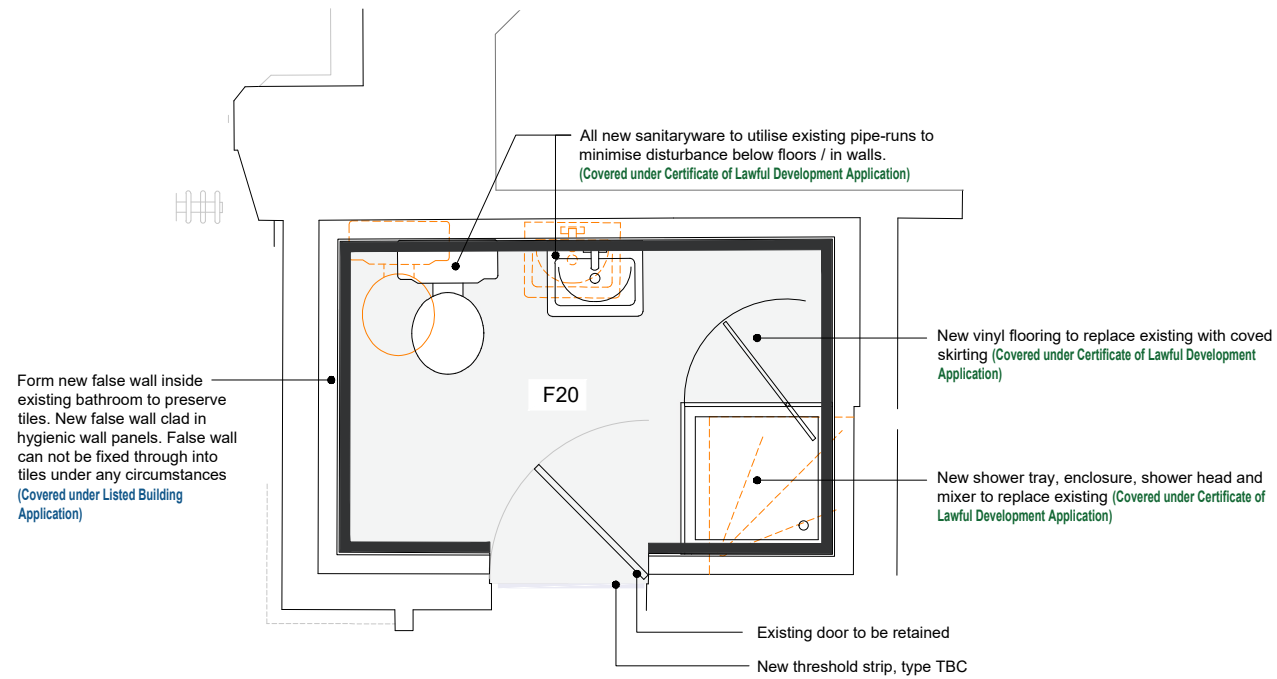 All new sanitaryware to utilise existing pipe-runs to
minimise disturbance below floors / in walls.
(Covered under Certificate of Lawful Development Application)
New vinyl flooring to replace existing with coved
skirting (Covered under Certificate of Lawful Development
Application)
Form new false wall inside
existing bathroom to preserve
tiles. New false wall clad in
hygienic wall panels. False wall
can not be fixed through into
tiles under any circumstances
(Covered under Listed Building
Application)
F20
New shower tray, enclosure, shower head and
mixer to replace existing (Covered under Certificate of
Lawful Development Application)
Existing door to be retained
New threshold strip, type TBC